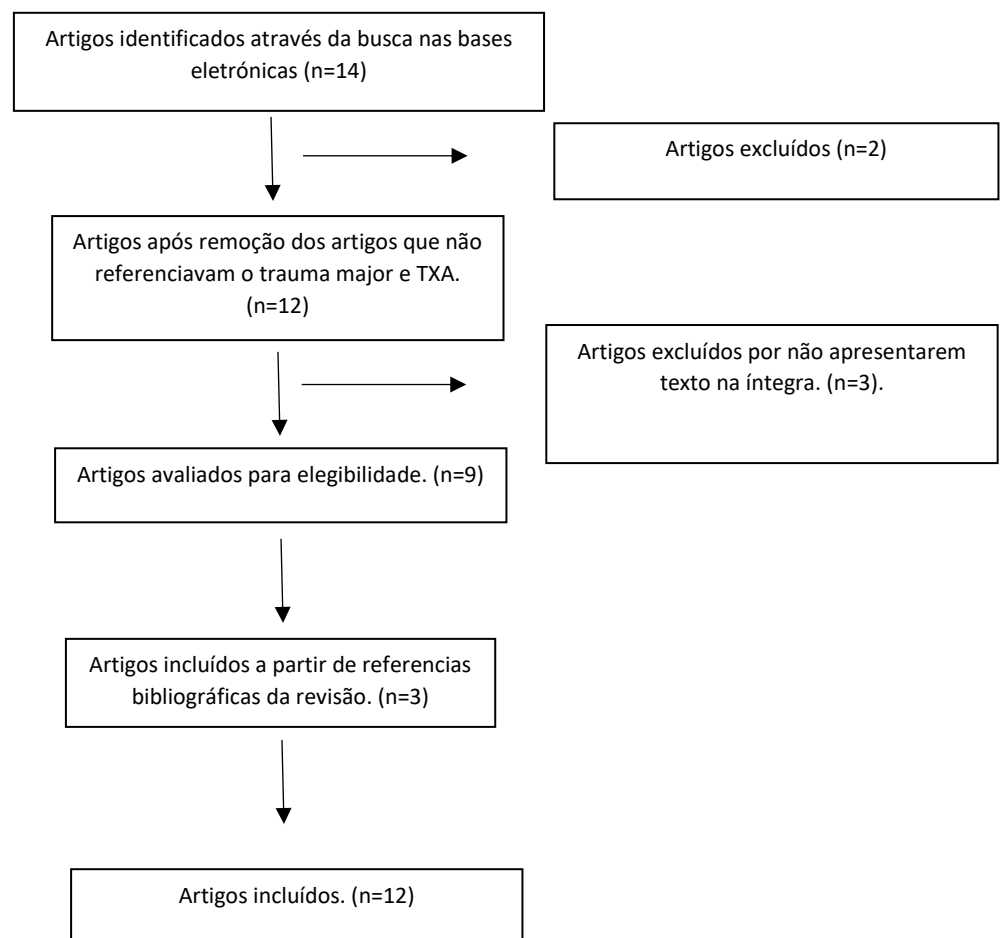 Artigos identificados através da busca nas bases
eletrónicas (n=14)
Artigos excluídos (n=2)
Artigos após remoção dos artigos que não
referenciavam o trauma major e TXA.
(n=12)
Artigos excluídos por não apresentarem
texto na íntegra. (n=3).
Artigos avaliados para elegibilidade. (n=9)
Artigos incluídos a partir de referencias
bibliográficas da revisão. (n=3)
Artigos incluídos. (n=12)